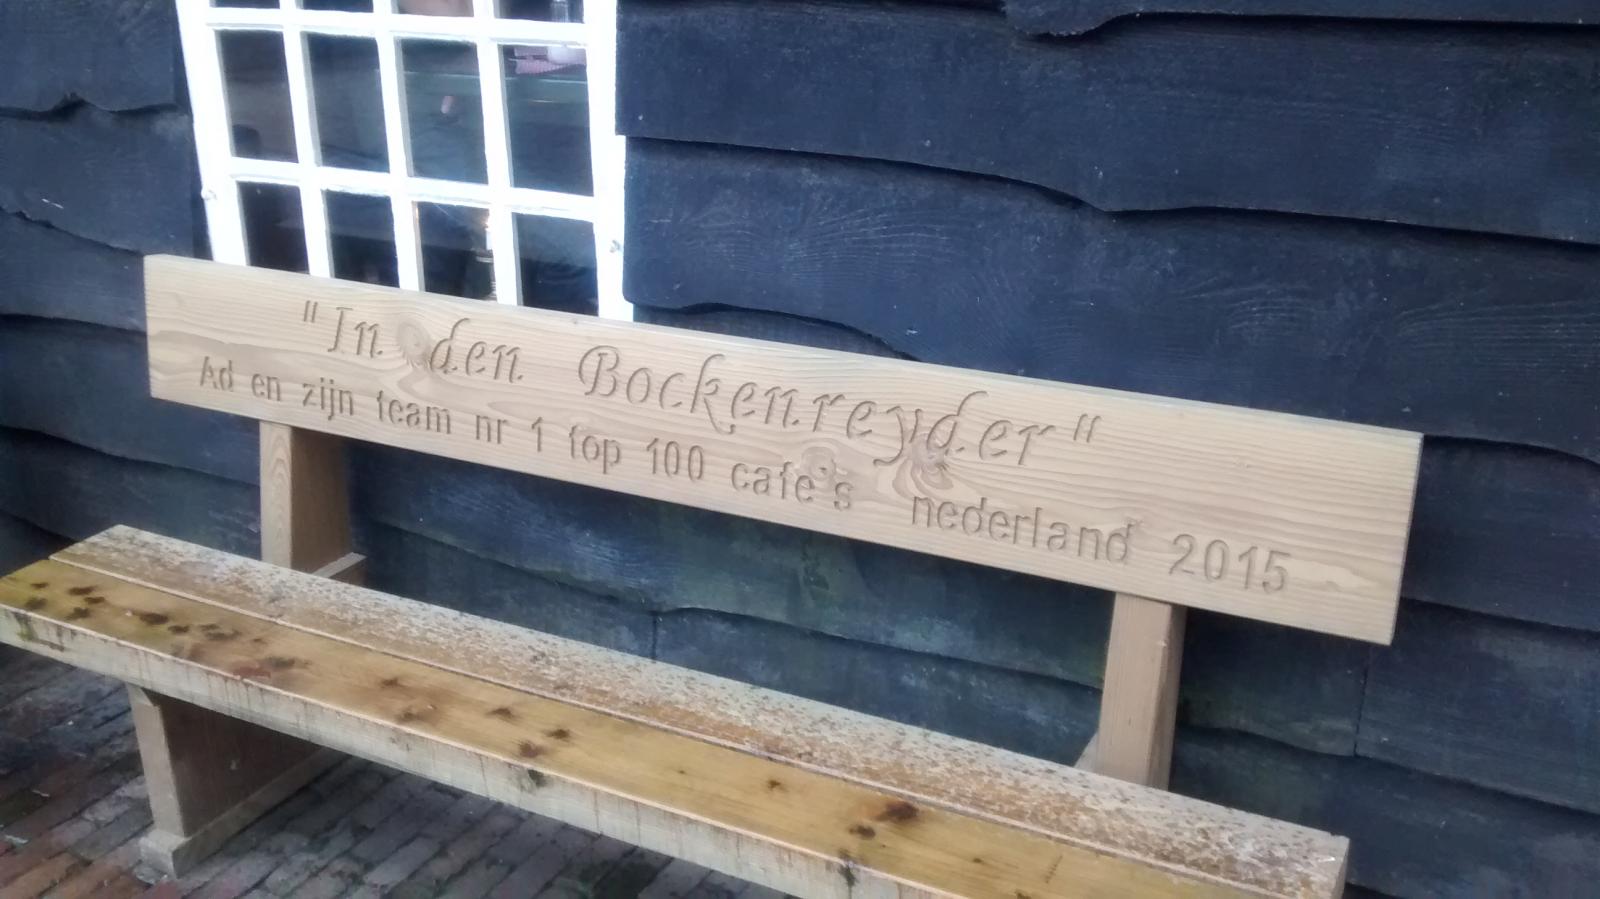 "In den Bockenreyder"
Ad en zijn team nr 1 top 100 cafe's nederland 2015